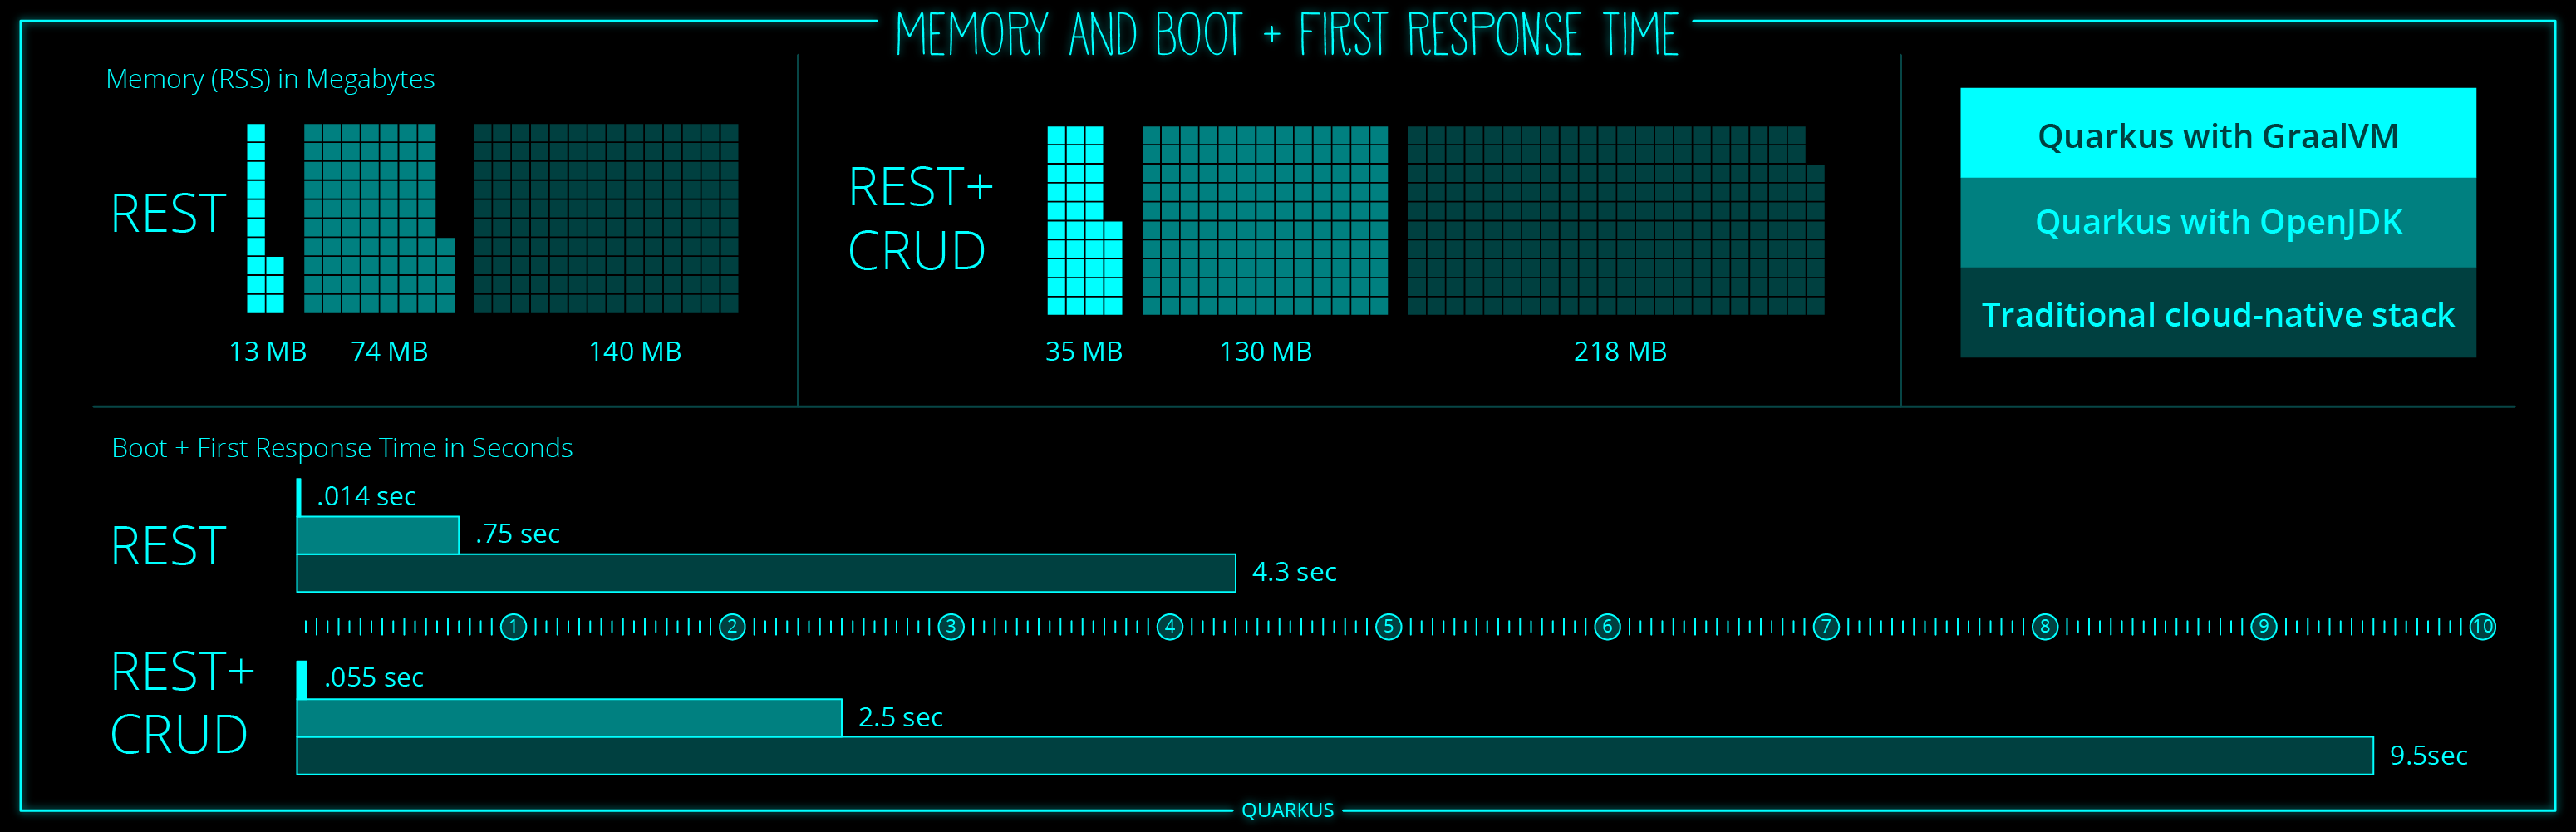 MEMORY AND BOOT + FIRST RESPONSE TIME
Memory (RSS) in Megabytes
REST
13 MB
74 MB
140 MB
REST+
CRUD
35 MB
130 MB
218 MB
Quarkus with GraalVM
Quarkus with OpenJDK
Traditional cloud-native stack
Boot + First Response Time in Seconds
REST
.014 sec
.75 sec
4.3 sec
1 2 3 4 5 6 7 8 9 10
REST+
CRUD
.055 sec
2.5 sec
9.5sec
QUARKUS